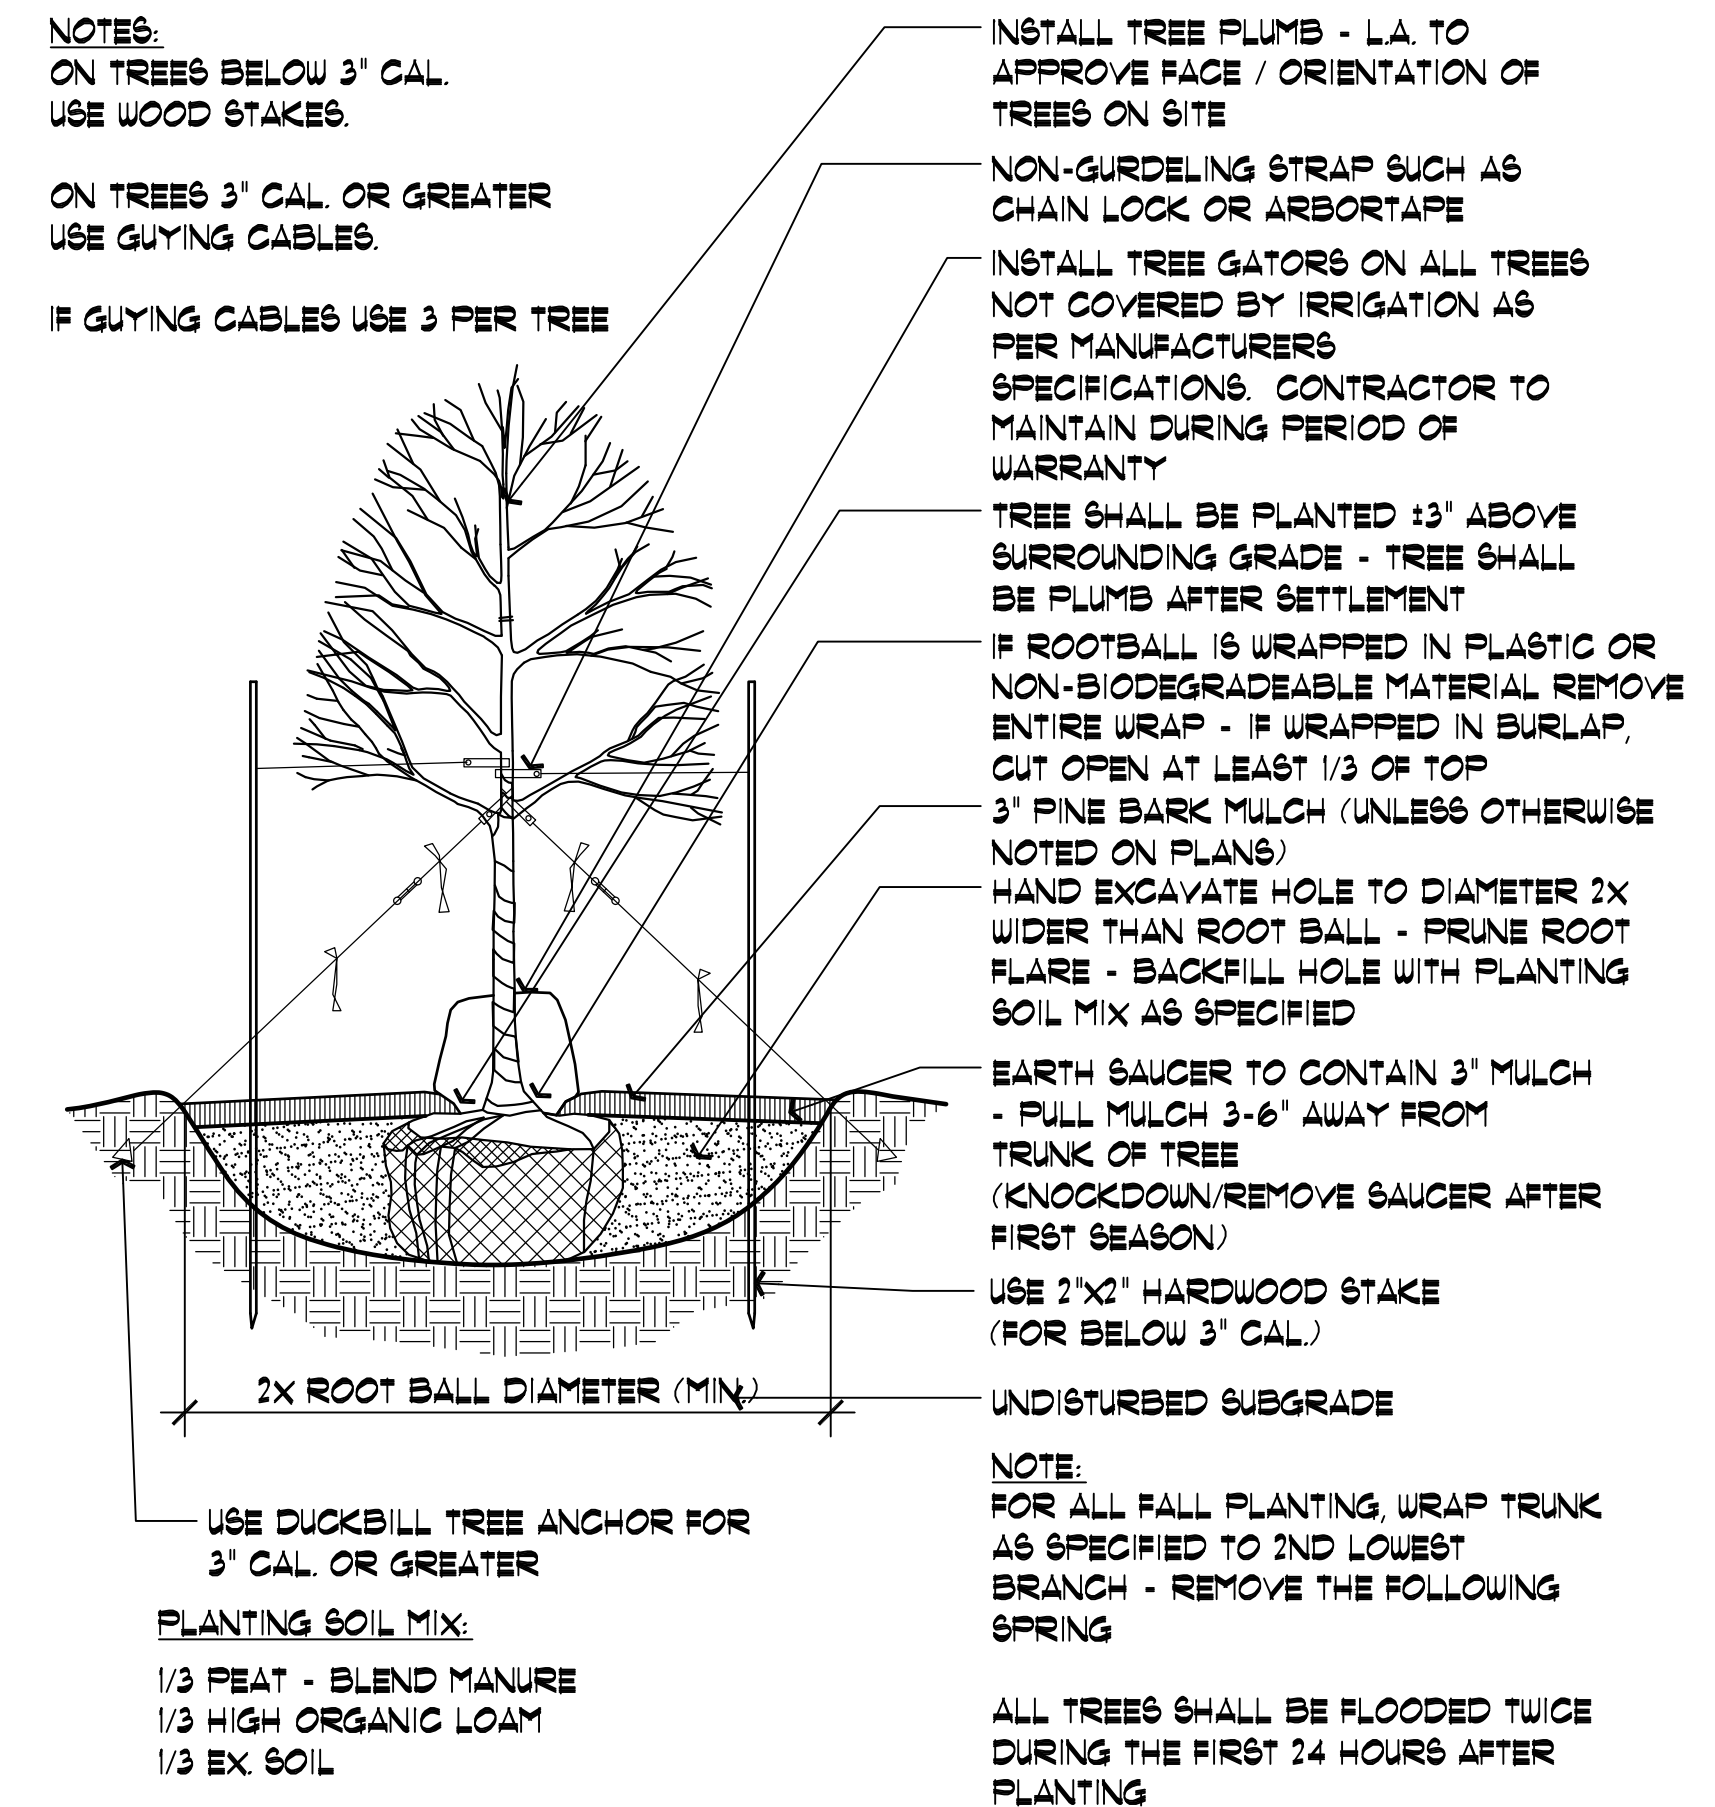 NOTES:
ON TREES BELOW 3" CAL.
USE WOOD STAKES.
ON TREES 3" CAL. OR GREATER
USE GUYING CABLES.
IF GUYING CABLES USE 3 PER TREE
INSTALL TREE PLUMB - L.A. TO
APPROVE FACE / ORIENTATION OF
TREES ON SITE
NON-GURDELING STRAP SUCH AS
CHAIN LOCK OR ARBORTAPE
INSTALL TREE GATORS ON ALL TREES
NOT COVERED BY IRRIGATION AS
PER MANUFACTURERS
SPECIFICATIONS. CONTRACTOR TO
MAINTAIN DURING PERIOD OF
WARRANTY
TREE SHALL BE PLANTED ±3" ABOVE
SURROUNDING GRADE - TREE SHALL
BE PLUMB AFTER SETTLEMENT
IF ROOTBALL IS WRAPPED IN PLASTIC OR
NON-BIODEGRADEABLE MATERIAL REMOVE
ENTIRE WRAP - IF WRAPPED IN BURLAP,
CUT OPEN AT LEAST 1/3 OF TOP
3" PINE BARK MULCH (UNLESS OTHERWISE
NOTED ON PLANS)
HAND EXCAVATE HOLE TO DIAMETER 2X
WIDER THAN ROOT BALL - PRUNE ROOT
FLARE - BACKFILL HOLE WITH PLANTING
SOIL MIX AS SPECIFIED
EARTH SAUCER TO CONTAIN 3" MULCH
- PULL MULCH 3-6" AWAY FROM
TRUNK OF TREE
(KNOCKDOWN/REMOVE SAUCER AFTER
FIRST SEASON)
USE 2"X2" HARDWOOD STAKE
(FOR BELOW 3" CAL.)
2X ROOT BALL DIAMETER (MIN.)
UNDISTURBED SUBGRADE
NOTE:
FOR ALL FALL PLANTING, WRAP TRUNK
AS SPECIFIED TO 2ND LOWEST
BRANCH - REMOVE THE FOLLOWING
SPRING
ALL TREES SHALL BE FLOODED TWICE
DURING THE FIRST 24 HOURS AFTER
PLANTING
USE DUCKBILL TREE ANCHOR FOR
3" CAL. OR GREATER
PLANTING SOIL MIX:
1/3 PEAT - BLEND MANURE
1/3 HIGH ORGANIC LOAM
1/3 EX. SOIL